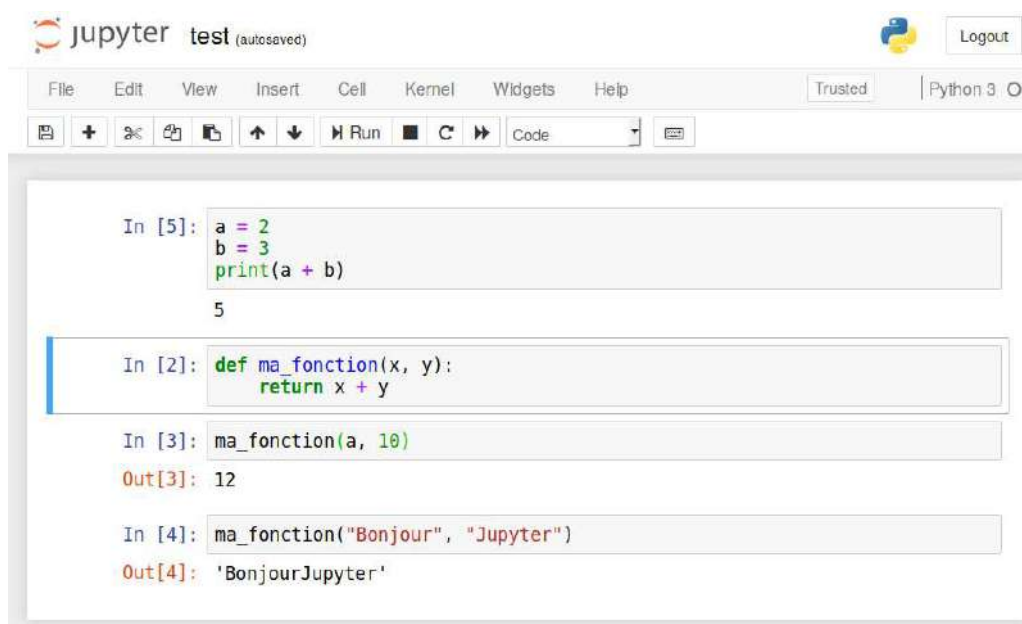 jupyter test (autosaved)
Logout
File Edit View Insert Cell Kernel Widgets Help Trusted Python 3
Run Code
In [5]: a = 2
b = 3
print(a + b)
5
In [2]: def ma_fonction(x, y):
return x + y
In [3]: ma_fonction(a, 10)
Out[3]: 12
In [4]: ma_fonction("Bonjour", "Jupyter")
Out[4]: 'BonjourJupyter'